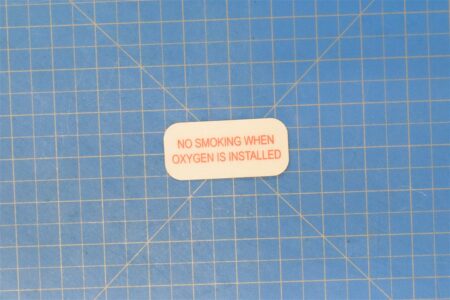 NO SMOKING WHEN
OXYGEN IS INSTALLED